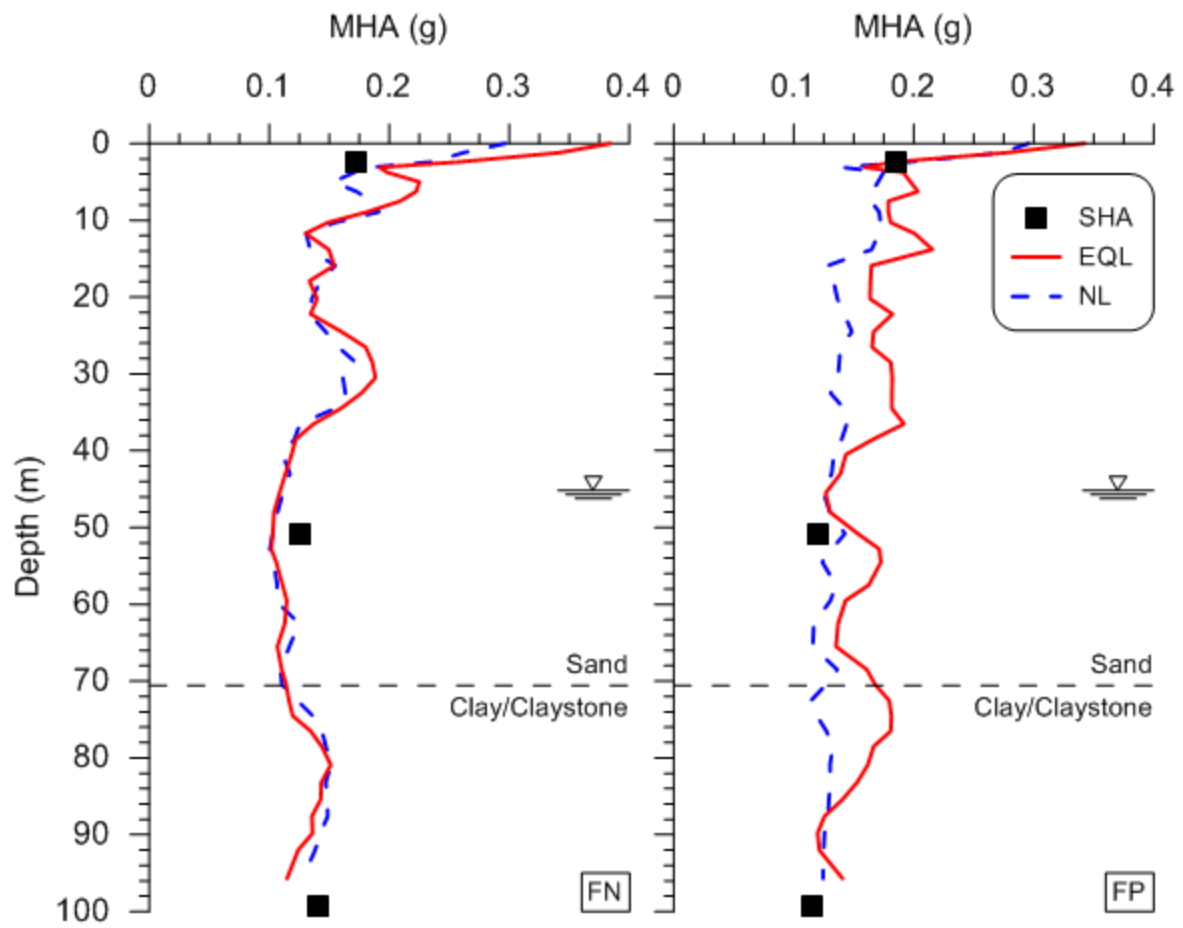 MHA (g)
MHA (g)
0 0.1 0.2 0.3 0.4
0 0.1 0.2 0.3 0.4
0
10
20
30
40
50
60
70
80
90
100
Depth (m)
SHA
EQL
NL
Sand
Clay/Claystone
Sand
Clay/Claystone
FN
FP